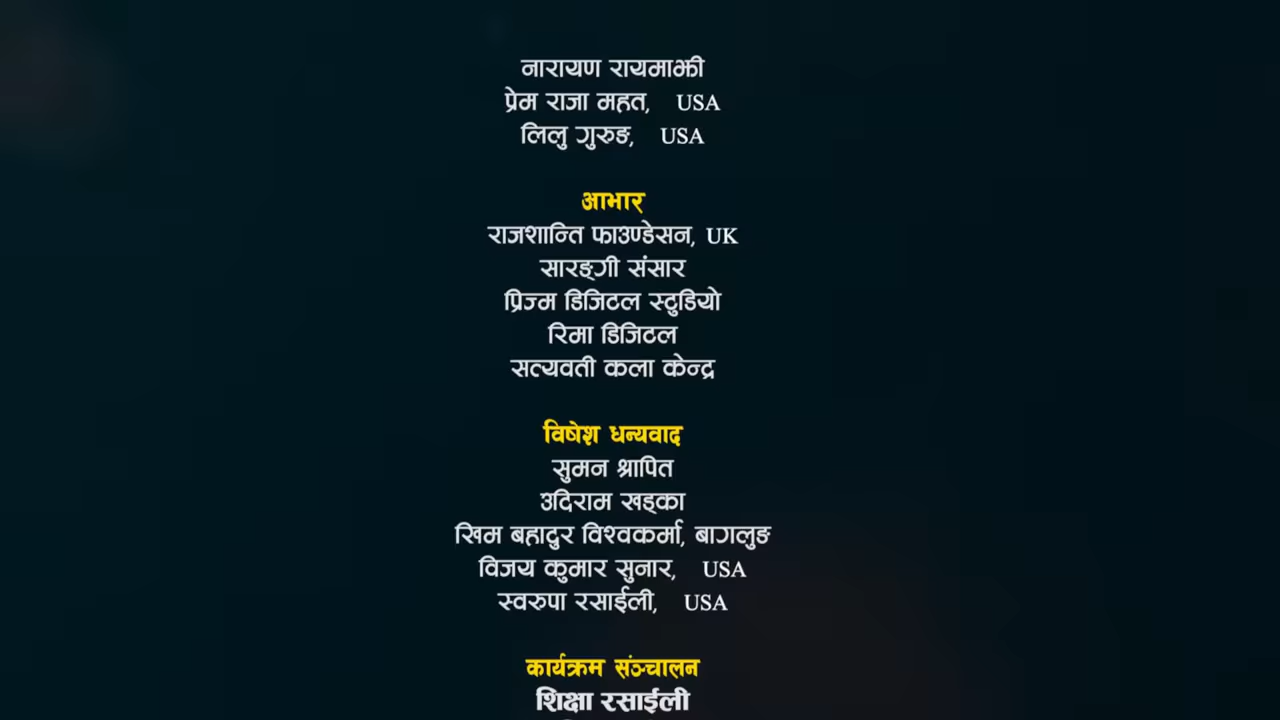 नारायण रायमाझी
प्रेम राजा महत, USA
लिलु गुरुङ, USA
आभार
राजशान्ति फाउण्डेसन, UK
सारङ्गी संसार
प्रिज्म डिजिटल स्टुडियो
रिमा डिजिटल
सत्यवती कला केन्द्र
विषेश धन्यवाद
सुमन श्रापित
उदिराम खड्का
खिम बहादुर विश्वकर्मा, बागलुङ
विजय कुमार सुनार, USA
स्वरुपा रसाईली, USA
कार्यक्रम संञ्चालन
शिक्षा रसाईली